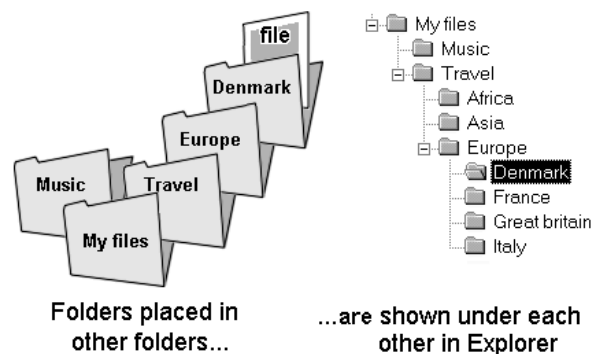 file
Denmark
Europe
Music
Travel
My files
Folders placed in
other folders...
My files
Music
Travel
Africa
Asia
Europe
Denmark
France
Great britain
Italy
...are shown under each
other in Explorer